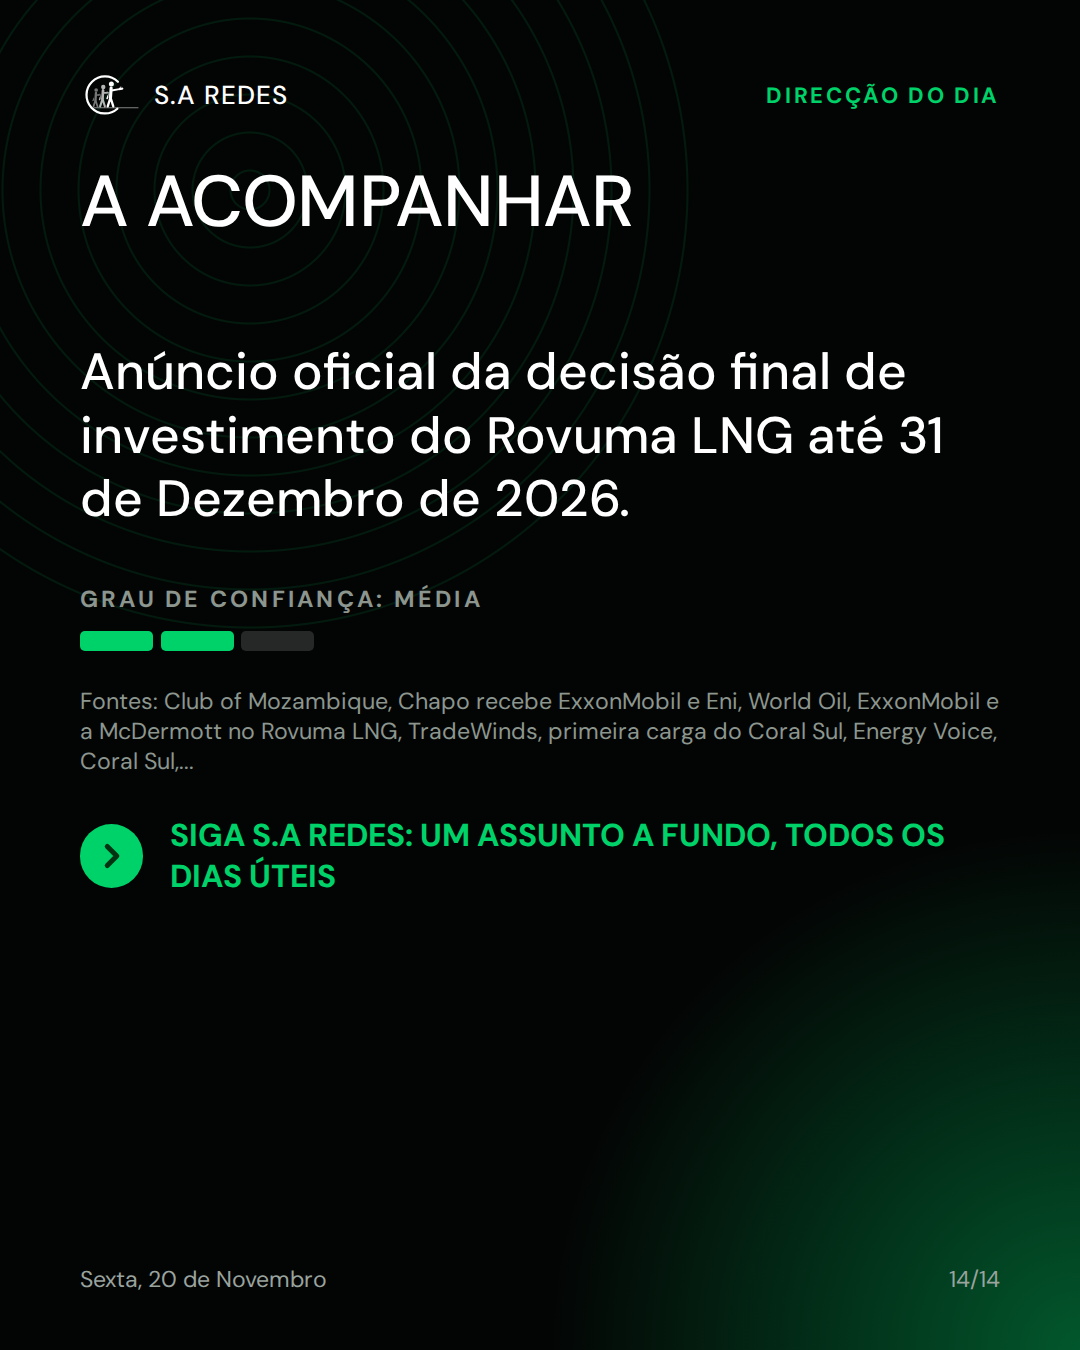 S.A REDES
DIRECÇÃO DO DIA
A ACOMPANHAR
Anúncio oficial da decisão final de
investimento do Rovuma LNG até 31
de Dezembro de 2026.
GRAU DE CONFIANÇA: MÉDIA
Fontes: Club of Mozambique, Chapo recebe ExxonMobil e Eni, World Oil, ExxonMobil e
a McDermott no Rovuma LNG, TradeWinds, primeira carga do Coral Sul, Energy Voice,
Coral Sul,...
SIGA S.A REDES: UM ASSUNTO A FUNDO, TODOS OS
DIAS ÚTEIS
Sexta, 20 de Novembro
14/14